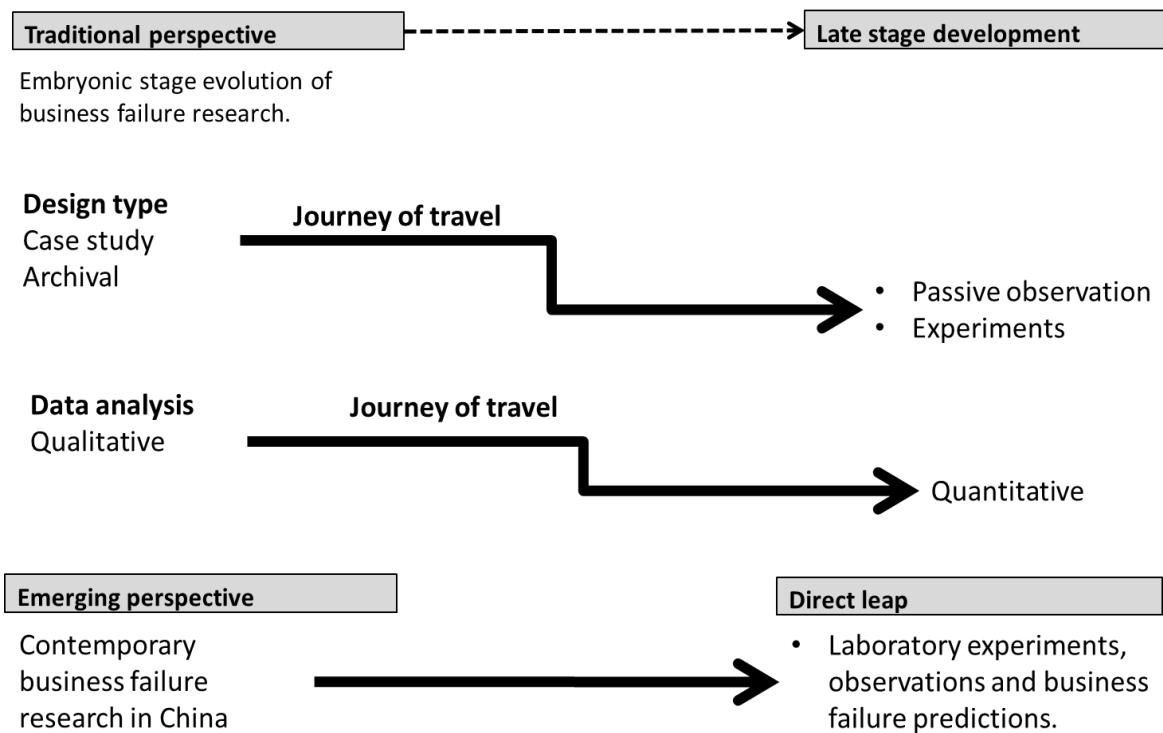 Traditional perspective
Late stage development
Embryonic stage evolution of
business failure research.
Design type
Case study
Archival
Journey of travel
• Passive observation
• Experiments
Data analysis
Qualitative
Journey of travel
Quantitative
Emerging perspective
Direct leap
Contemporary
business failure
research in China
• Laboratory experiments,
observations and business
failure predictions.